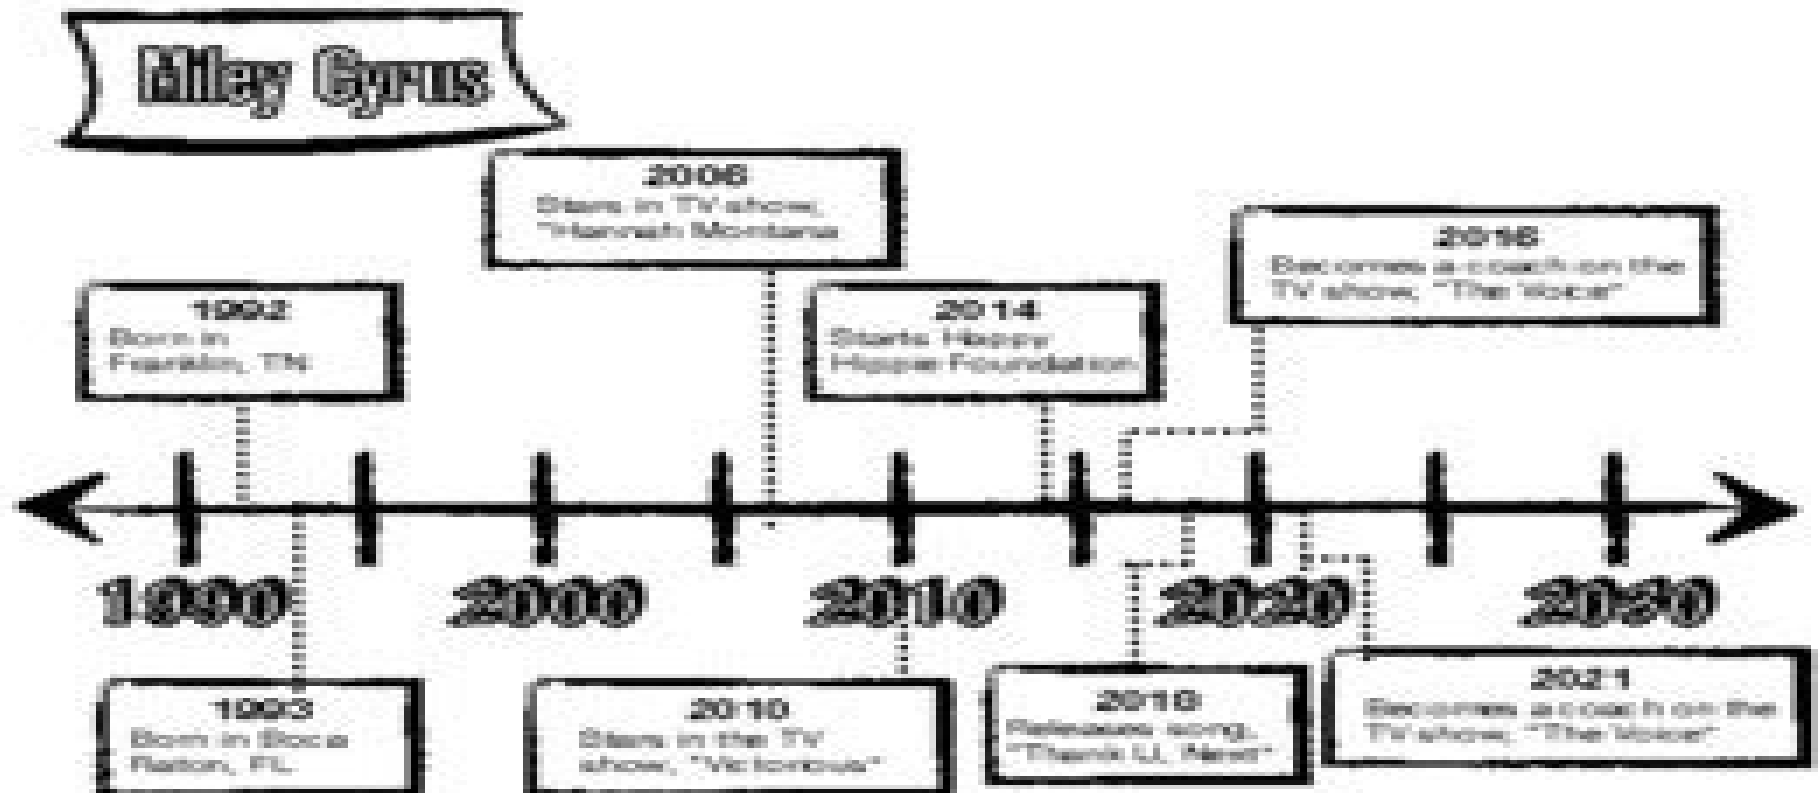 Miley Cyrus
2006
Stars in TV show,
"Hannah Montana
2016
Becomes a coach on the
TV show, "The Voice"
1992
Born in
Franklin, TN
2014
Starts Happy
Hippie Foundation
1990
2000
2010
2020
2030
1993
Born in Boca
Raton, FL
2010
Stars in the TV
show, "Victorious"
2018
Releases song,
"Thank U, Next"
2021
Becomes a coach on the
TV show, "The Voice"